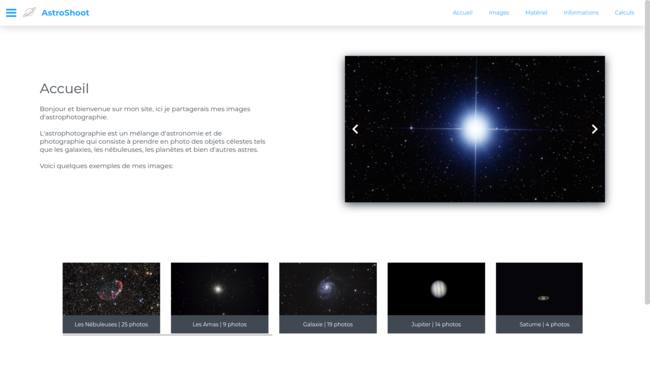 AstroShoot
Accueil
Images
Matériel
Informations
Calculs
Accueil
Bonjour et bienvenue sur mon site, ici je partagerais mes images
d'astrophotographie.
L'astrophotographie est un mélange d'astronomie et de
photographie qui consiste à prendre en photo des objets célestes tels
que les galaxies, les nébuleuses, les planètes et bien d'autres astres.
Voici quelques exemples de mes images:
Les Nébuleuses | 25 photos
Les Amas | 9 photos
Galaxie | 19 photos
Jupiter | 14 photos
Saturne | 4 photos